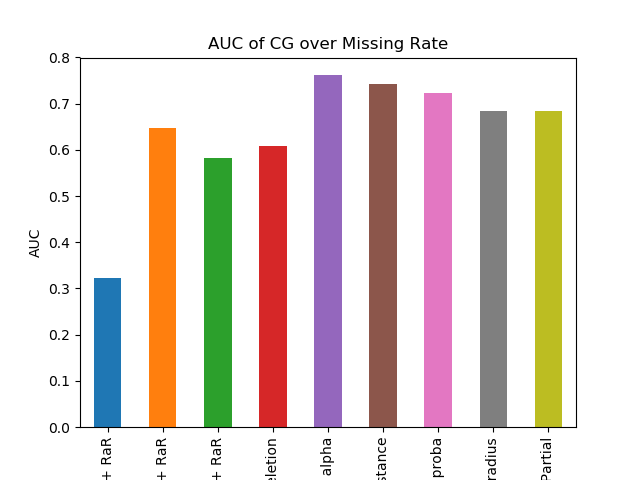 AUC of CG over Missing Rate
AUC
0.8
0.7
0.6
0.5
0.4
0.3
0.2
0.1
0.0
+ RaR
+ RaR
+ RaR
eletion
alpha
stance
proba
radius
Partial